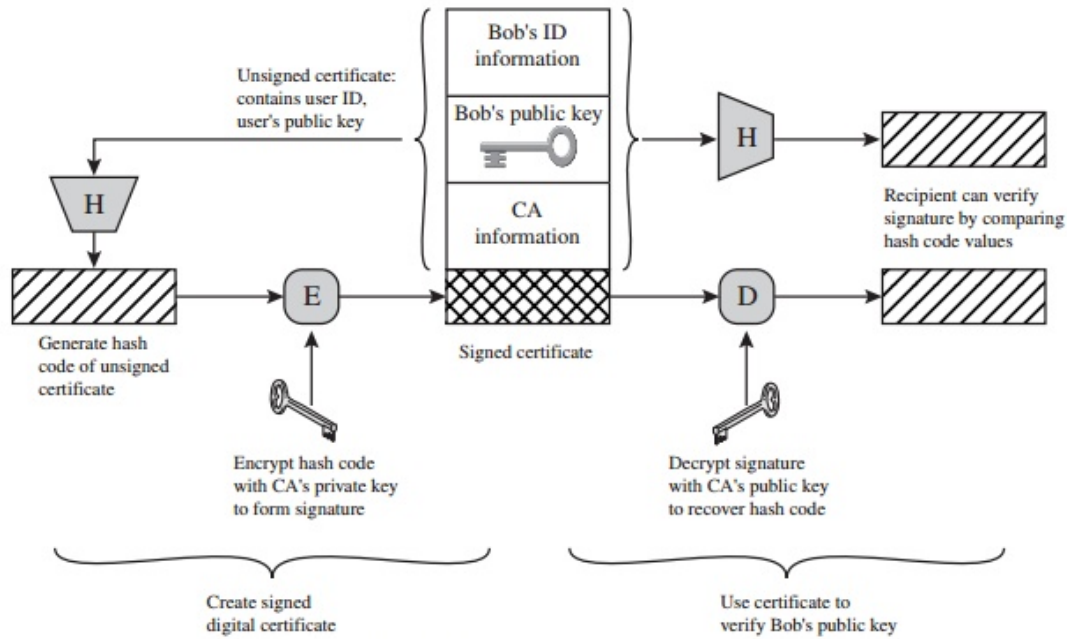 Bob's ID
information
Unsigned certificate:
contains user ID,
user's public key
Bob's public key
H
H
CA
information
Recipient can verify
signature by comparing
hash code values
E
D
Generate hash
code of unsigned
certificate
Signed certificate
Encrypt hash code
with CA's private key
to form signature
Decrypt signature
with CA's public key
to recover hash code
Create signed
digital certificate
Use certificate to
verify Bob's public key